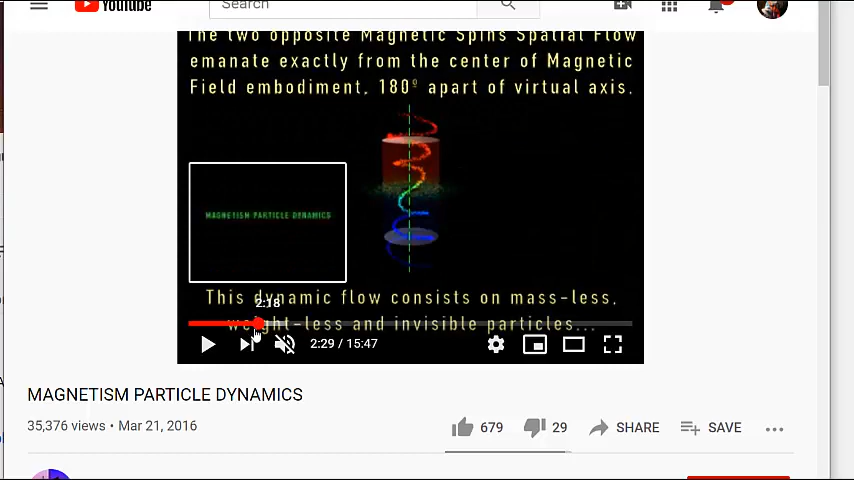 YouTube
Search
The two opposite Magnetic Spins Spatial Flow
emanate exactly from the center of Magnetic
Field embodiment, 180º apart of virtual axis.
MAGNETISM PARTICLE DYNAMICS
This dynamic flow consists on mass-less,
2:18
weight-less and invisible particles...
2:29 / 15:47
MAGNETISM PARTICLE DYNAMICS
35,376 views • Mar 21, 2016
679 29 SHARE SAVE